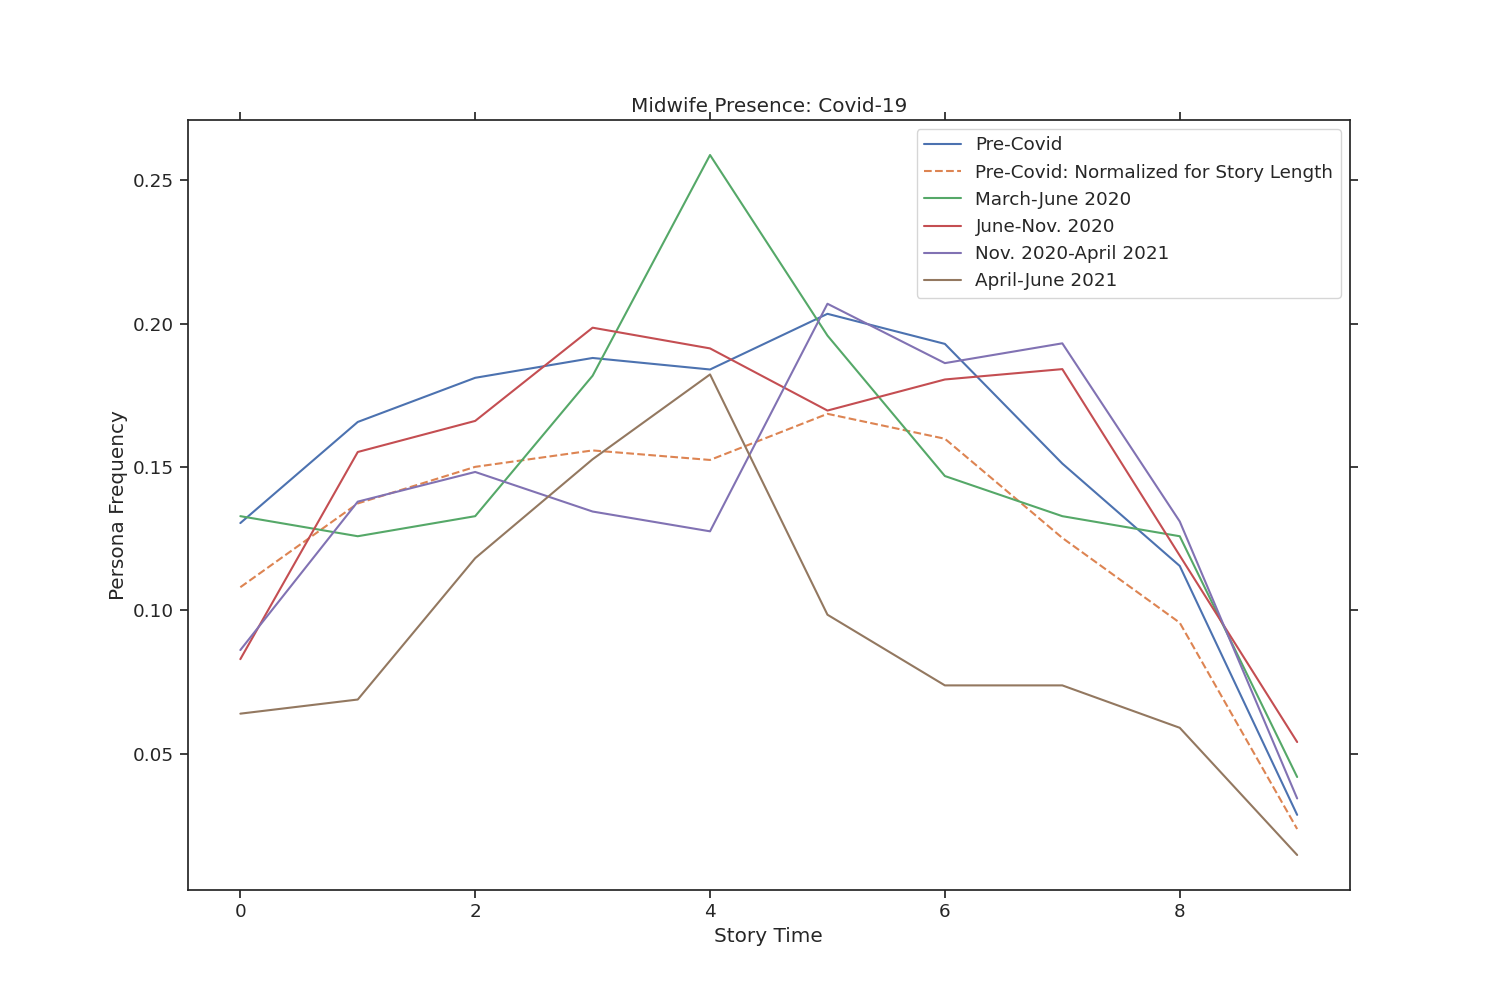 Midwife Presence: Covid-19
Pre-Covid
Pre-Covid: Normalized for Story Length
March-June 2020
June-Nov. 2020
Nov. 2020-April 2021
April-June 2021
Persona Frequency
0.25
0.20
0.15
0.10
0.05
0 2 4 6 8
Story Time